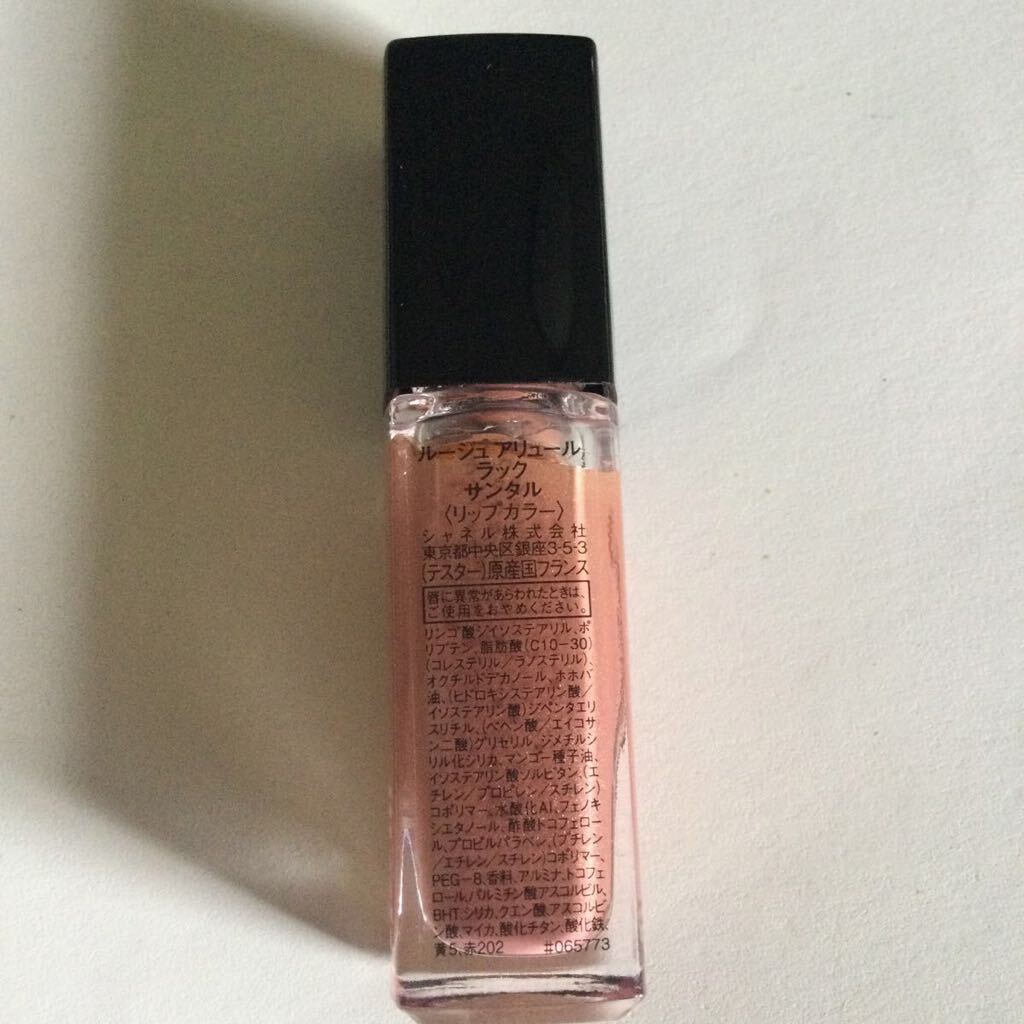 ルージュ アリュール
ラック
サンタル
〈リップカラー〉
シャネル株式会社
東京都中央区銀座3-5-3
(テスター)原産国フランス
唇に異常があらわれたときは、
ご使用をおやめください。
リンゴ酸ジイソステアリル、ポ
リブテン、脂肪酸(C10-30)
(コレステリル/ラノステリル)、
オクチルドデカノール、ホホバ
油、(ヒドロキシステアリン酸/
イソステアリン酸)ジペンタエリ
スリチル、(ベヘン酸/エイコサ
ン二酸)グリセリル、ジメチルシ
リル化シリカ、マンゴー種子油、
イソステアリン酸ソルビタン、(エ
チレン/プロピレン/スチレン)
コポリマー、水酸化Al、フェノキ
シエタノール、酢酸トコフェロー
ル、プロピルパラベン、(ブチレン
/エチレン/スチレン)コポリマー、
PEG-8、香料、アルミナ、トコフェ
ロール、パルミチン酸アスコルビル、
BHT、シリカ、クエン酸、アスコルビ
ン酸、マイカ、酸化チタン、酸化鉄、
黄5、赤202 #065773